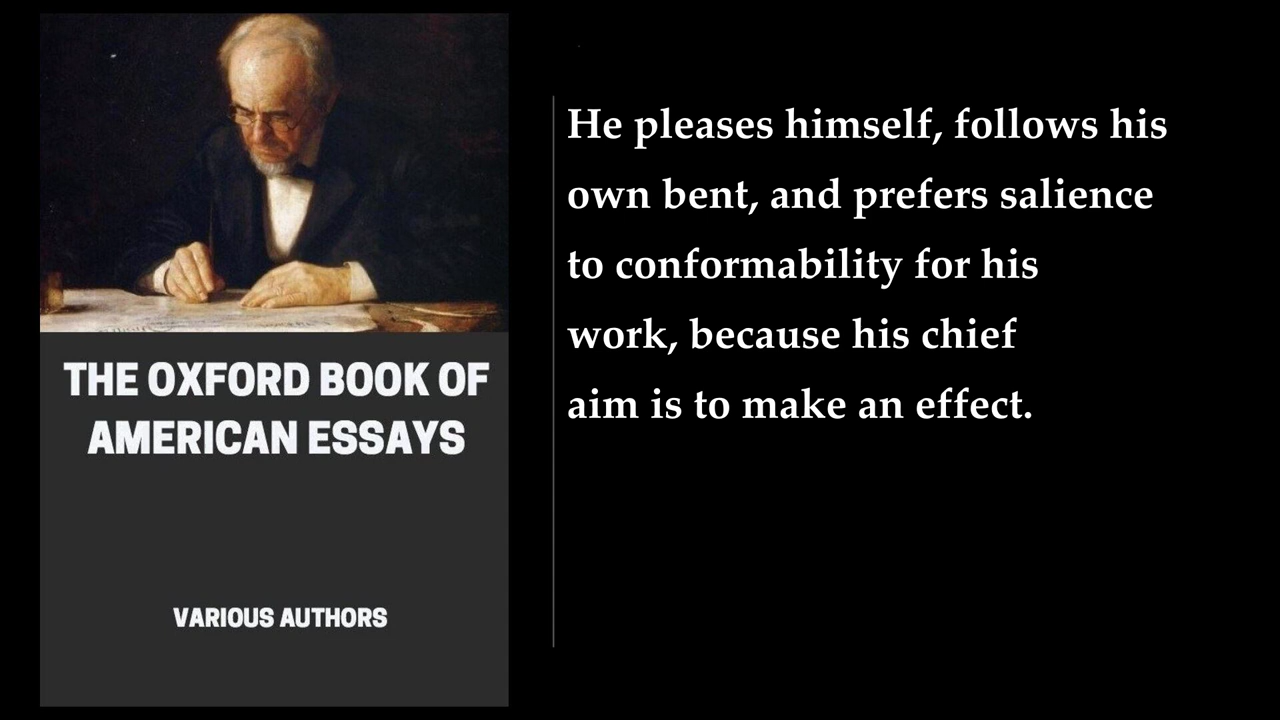 THE OXFORD BOOK OF
AMERICAN ESSAYS
VARIOUS AUTHORS
He pleases himself, follows his
own bent, and prefers salience
to conformability for his
work, because his chief
aim is to make an effect.